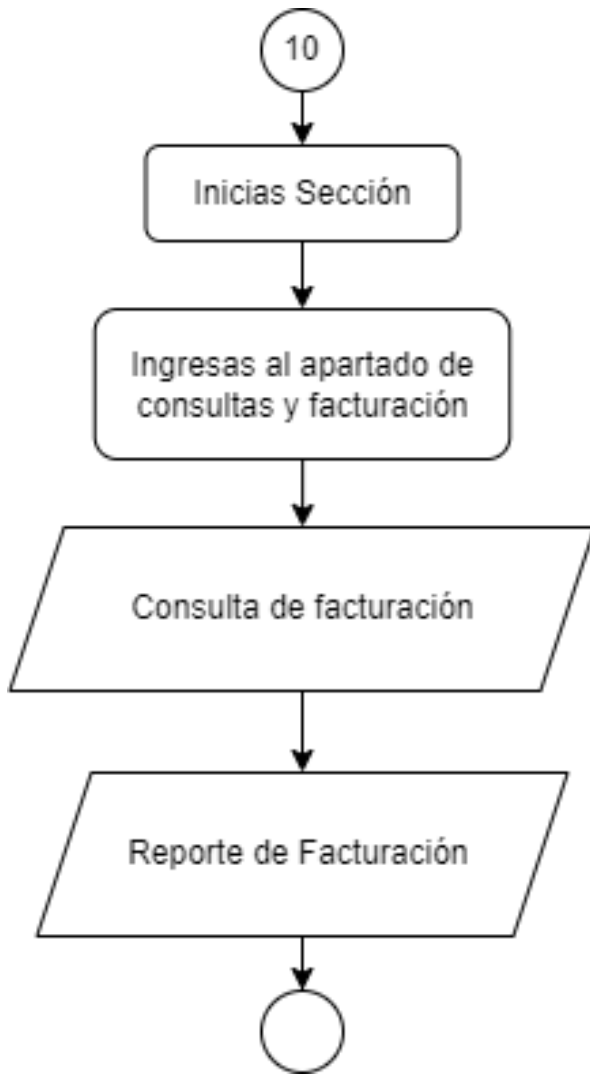 10
Inicias Sección
Ingresas al apartado de
consultas y facturación
Consulta de facturación
Reporte de Facturación